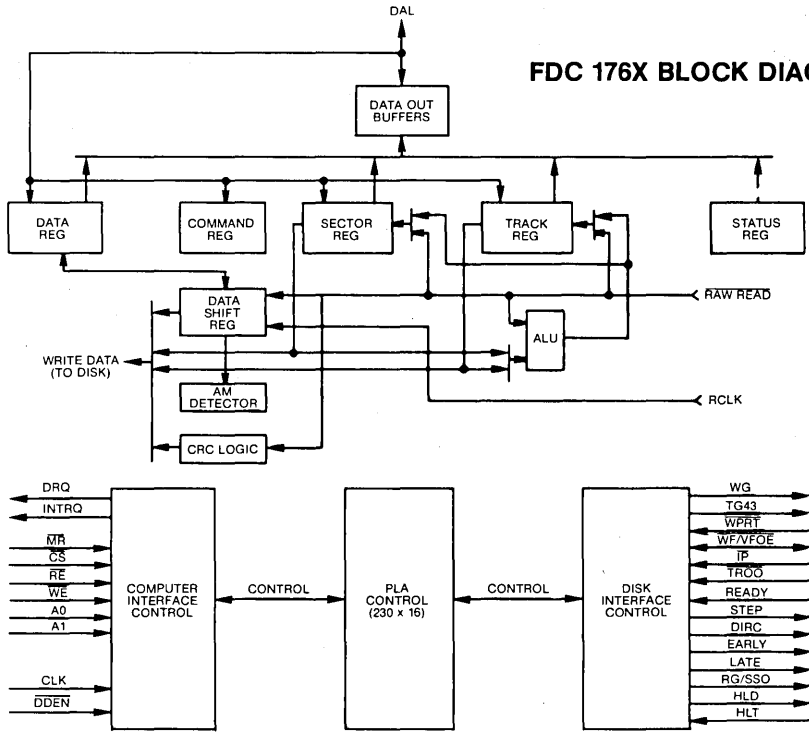 DAL
FDC 176X BLOCK DIAG
DATA OUT
BUFFERS
DATA
REG
COMMAND
REG
SECTOR
REG
TRACK
REG
STATUS
REG
DATA
SHIFT
REG
RAW READ
ALU
WRITE DATA
(TO DISK)
AM
DETECTOR
RCLK
CRC LOGIC
DRQ
INTRQ
MR
CS
RE
WE
A0
A1
CLK
DDEN
COMPUTER
INTERFACE
CONTROL
CONTROL
PLA
CONTROL
(230 × 16)
CONTROL
DISK
INTERFACE
CONTROL
WG
TG43
WPRT
WF/VFOE
IP
TROO
READY
STEP
DIRC
EARLY
LATE
RG/SSO
HLD
HLT